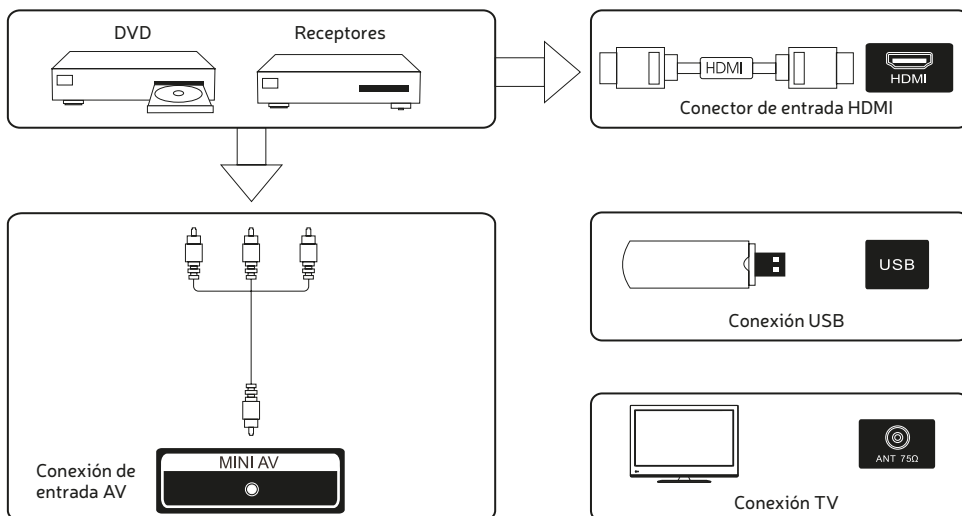 DVD
Receptores
HDMI
HDMI
Conector de entrada HDMI
USB
Conexión USB
MINI AV
Conexión de
entrada AV
ANT 75Ω
Conexión TV